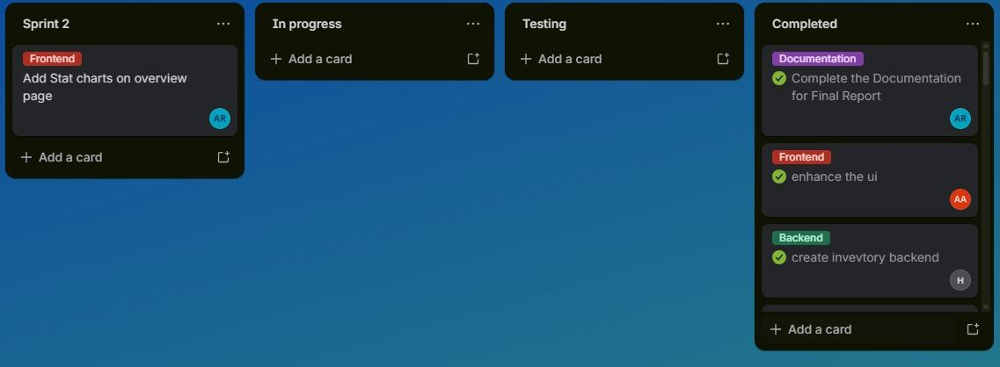 Sprint 2
Frontend
Add Stat charts on overview
page
AR
Add a card
In progress
Add a card
Testing
Add a card
Completed
Documentation
Complete the Documentation
for Final Report
AR
Frontend
enhance the ui
AA
Backend
create invevtory backend
H
Add a card